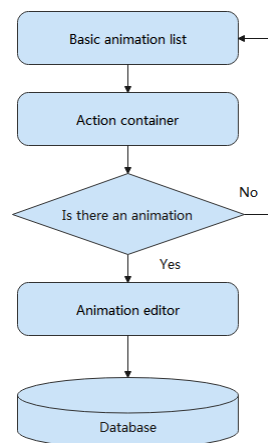 Basic animation list
Action container
Is there an animation
No
Yes
Animation editor
Database